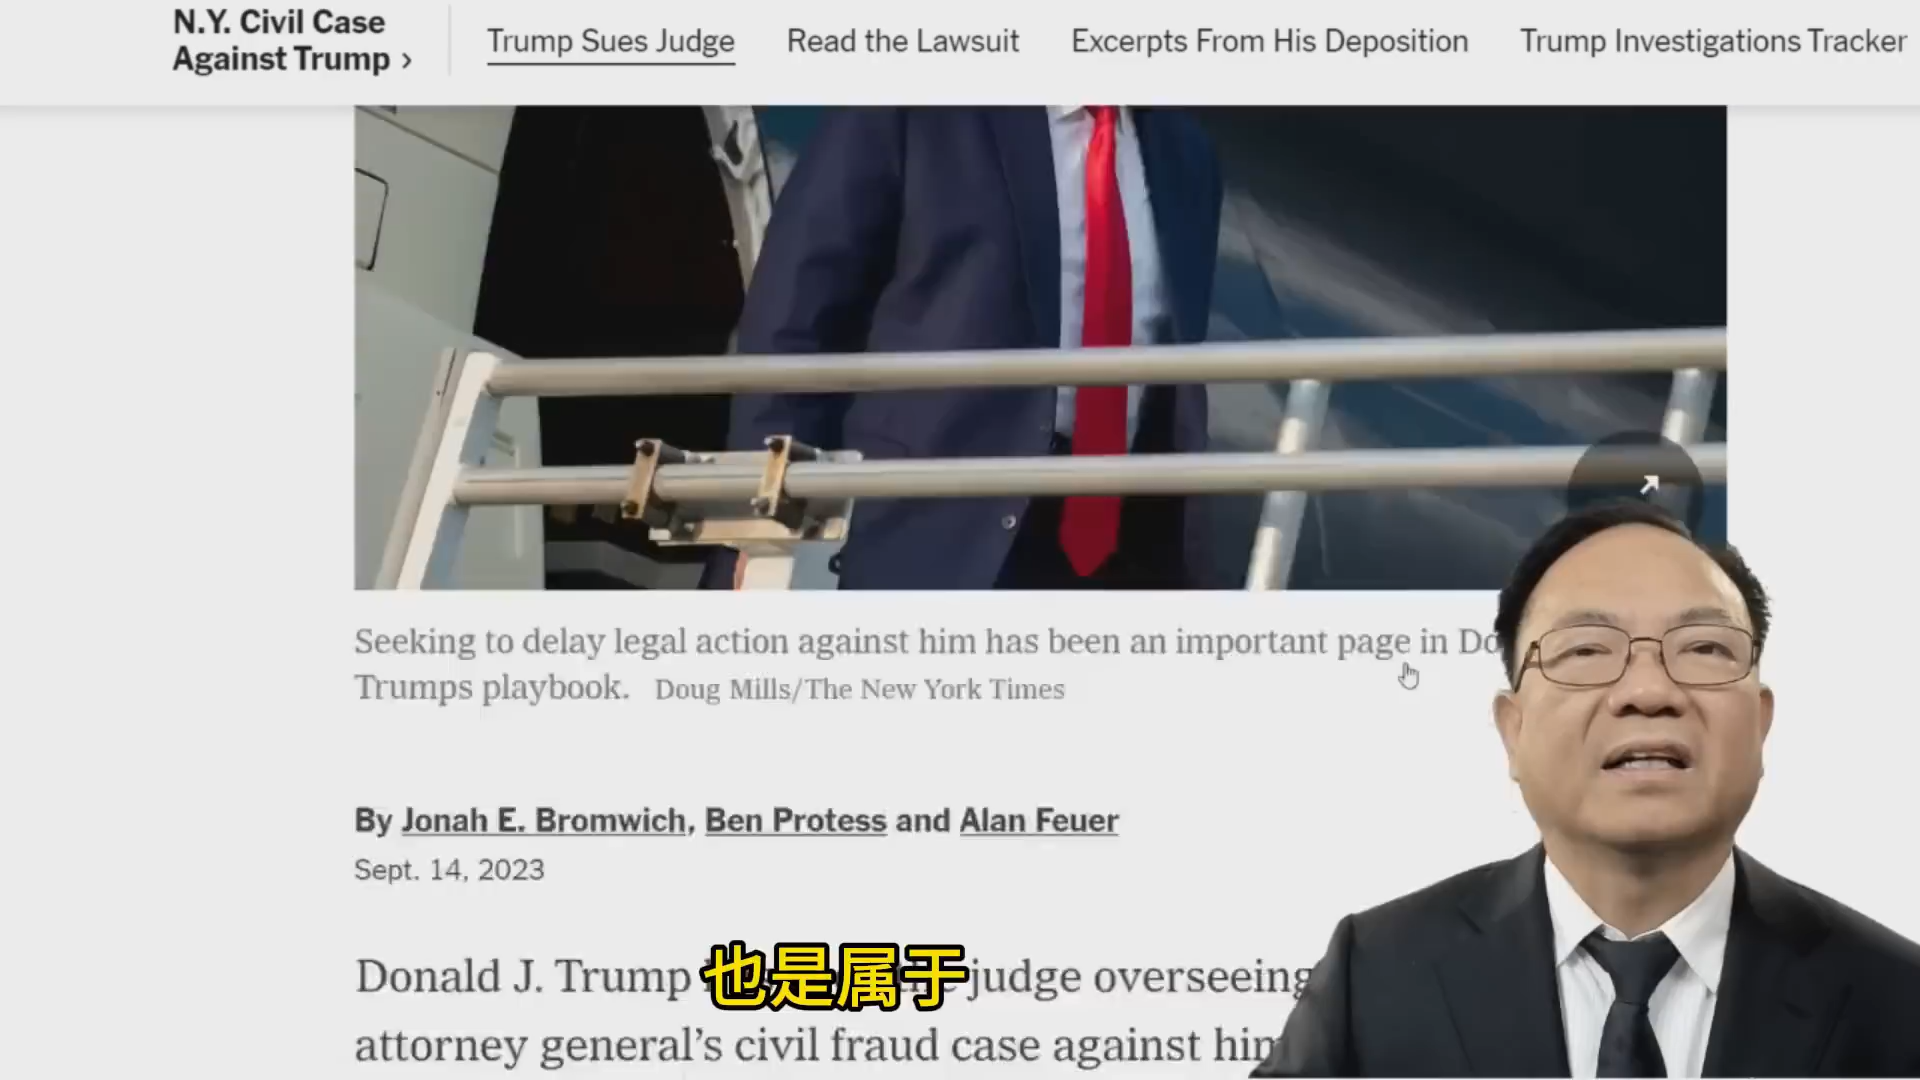 N.Y. Civil Case
Against Trump ›
Trump Sues Judge
Read the Lawsuit
Excerpts From His Deposition
Trump Investigations Tracker
Seeking to delay legal action against him has been an important page in Do
Trumps playbook. Doug Mills/The New York Times
By Jonah E. Bromwich, Ben Protess and Alan Feuer
Sept. 14, 2023
Donald J. Trump judge overseeing
也是属于
attorney general’s civil fraud case against him